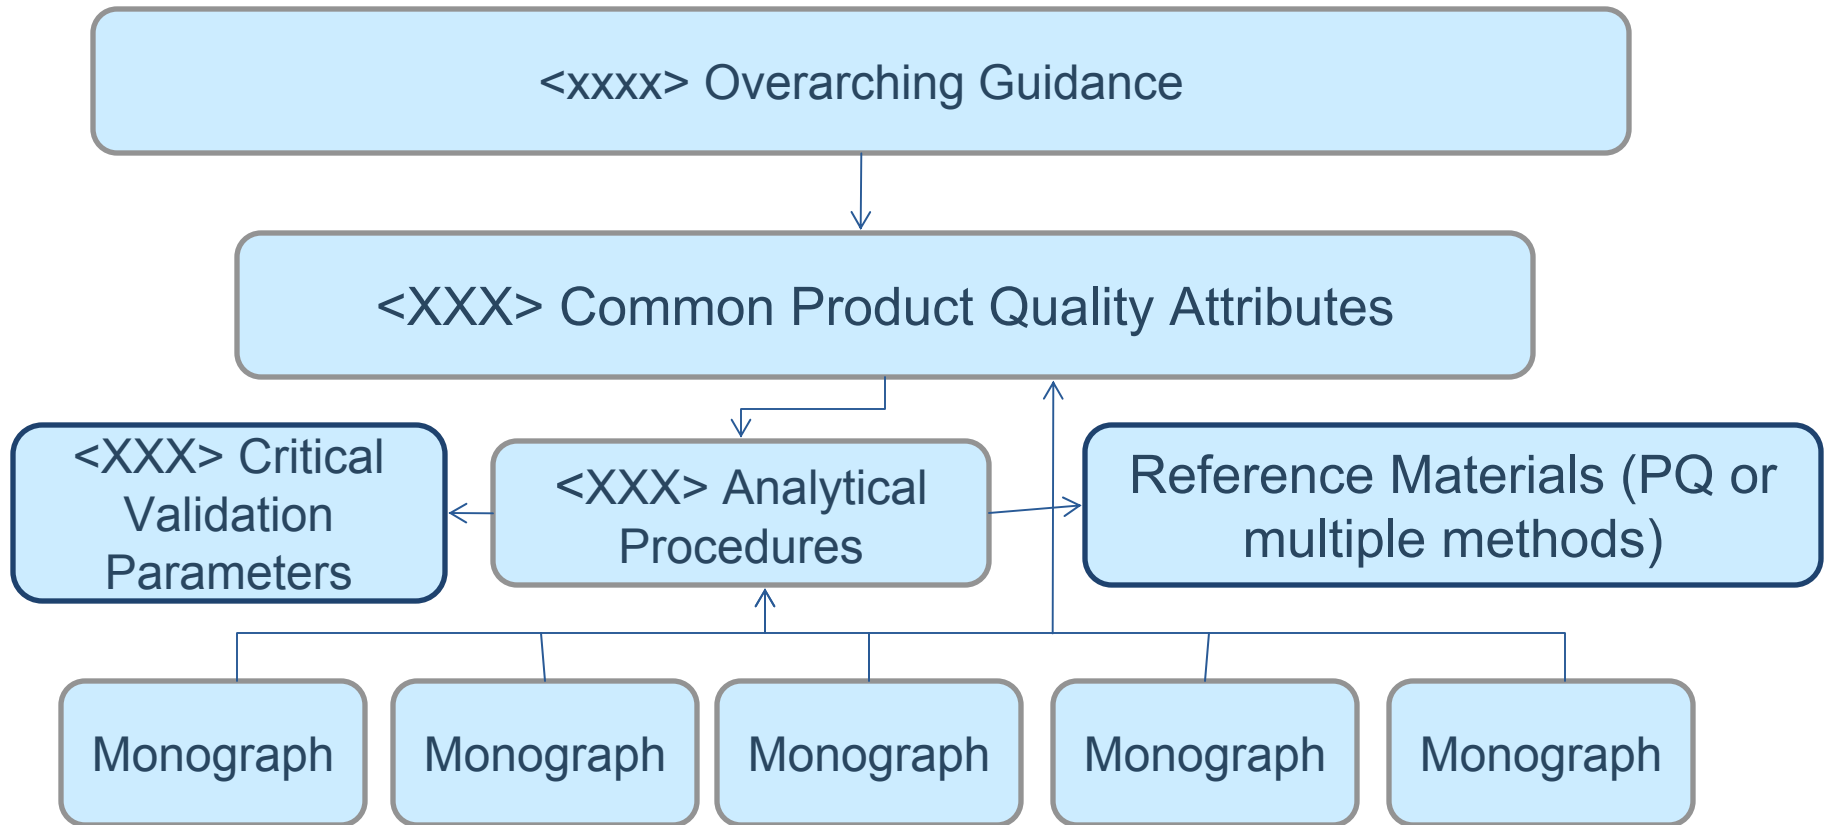 <xxxx> Overarching Guidance
<XXX> Common Product Quality Attributes
<XXX> Critical
Validation
Parameters
<XXX> Analytical
Procedures
Reference Materials (PQ or
multiple methods)
Monograph
Monograph
Monograph
Monograph
Monograph